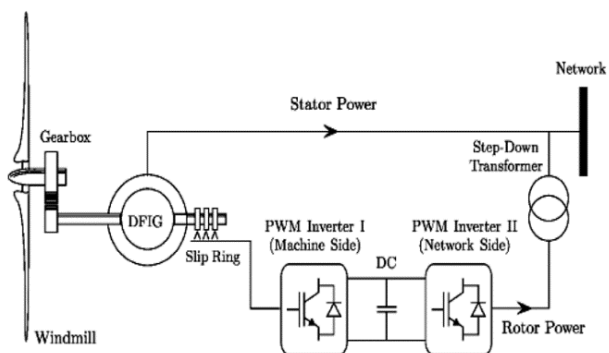 Network
Stator Power
Gearbox
Step-Down
Transformer
DFIG
PWM Inverter I
(Machine Side)
PWM Inverter II
(Network Side)
DC
Slip Ring
Rotor Power
Windmill